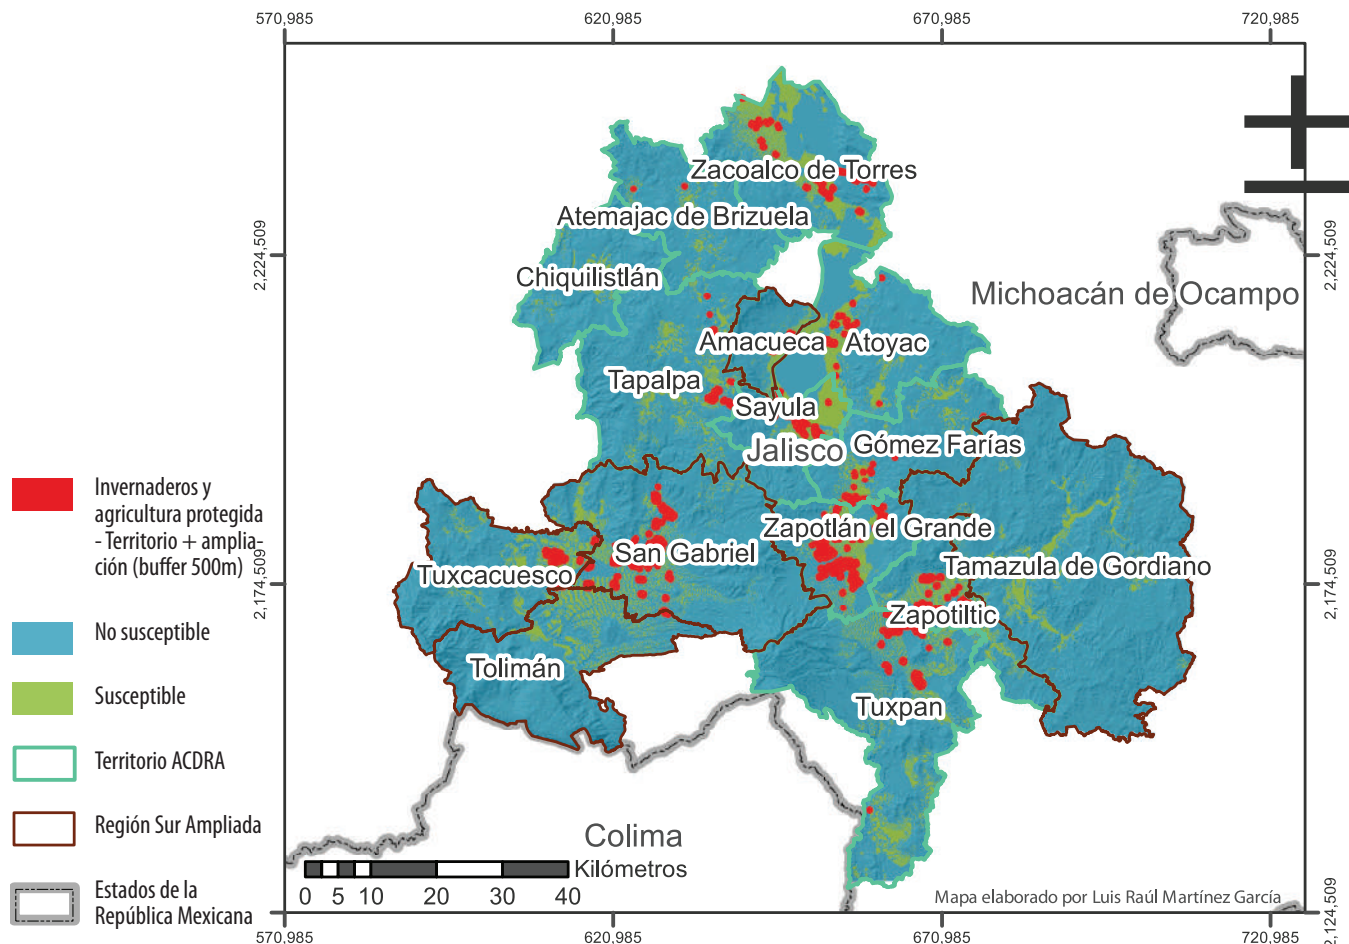 570,985
620,985
670,985
720,985
Zacoalco de Torres
Atemajac de Brizuela
2,224,509
2,224,509
Chiquilistlán
Michoacán de Ocampo
Amacueca
Atoyac
Tapalpa
Sayula
Jalisco
Gómez Farías
Zapotlán el Grande
San Gabriel
Tuxcacuesco
Tamazula de Gordiano
2,174,509
2,174,509
Zapotiltic
Tolimán
Tuxpan
Colima
Invernaderos y
agricultura protegida
- Territorio + amplia-
ción (buffer 500m)
No susceptible
Susceptible
Territorio ACDRA
Región Sur Ampliada
Estados de la
República Mexicana
Kilómetros
0 5 10 20 30 40
Mapa elaborado por Luis Raúl Martínez García
2,124,509
570,985
620,985
670,985
720,985